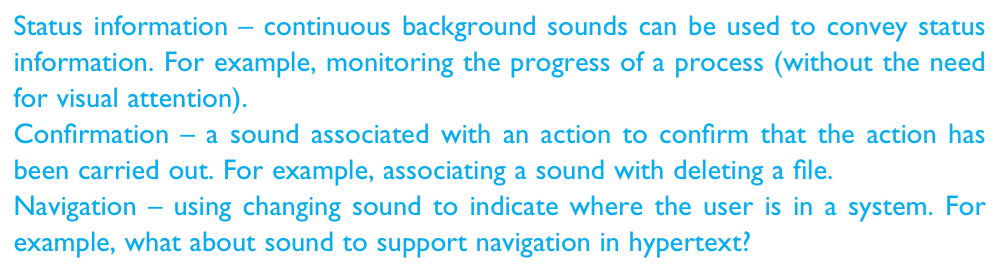 Status information – continuous background sounds can be used to convey status
information. For example, monitoring the progress of a process (without the need
for visual attention).
Confirmation – a sound associated with an action to confirm that the action has
been carried out. For example, associating a sound with deleting a file.
Navigation – using changing sound to indicate where the user is in a system. For
example, what about sound to support navigation in hypertext?